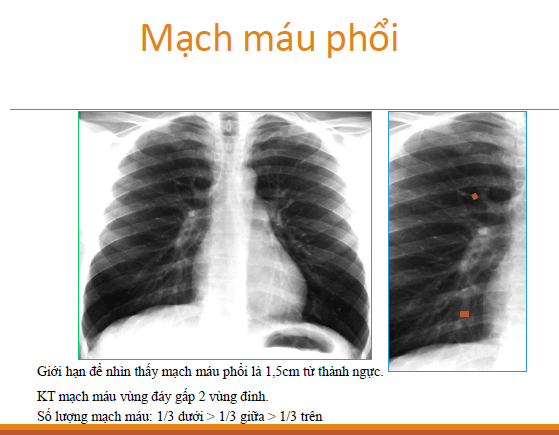 Mạch máu phổi
Giới hạn để nhìn thấy mạch máu phổi là 1,5cm từ thành ngực.
KT mạch máu vùng đáy gấp 2 vùng đỉnh.
Số lượng mạch máu: 1/3 dưới > 1/3 giữa > 1/3 trên